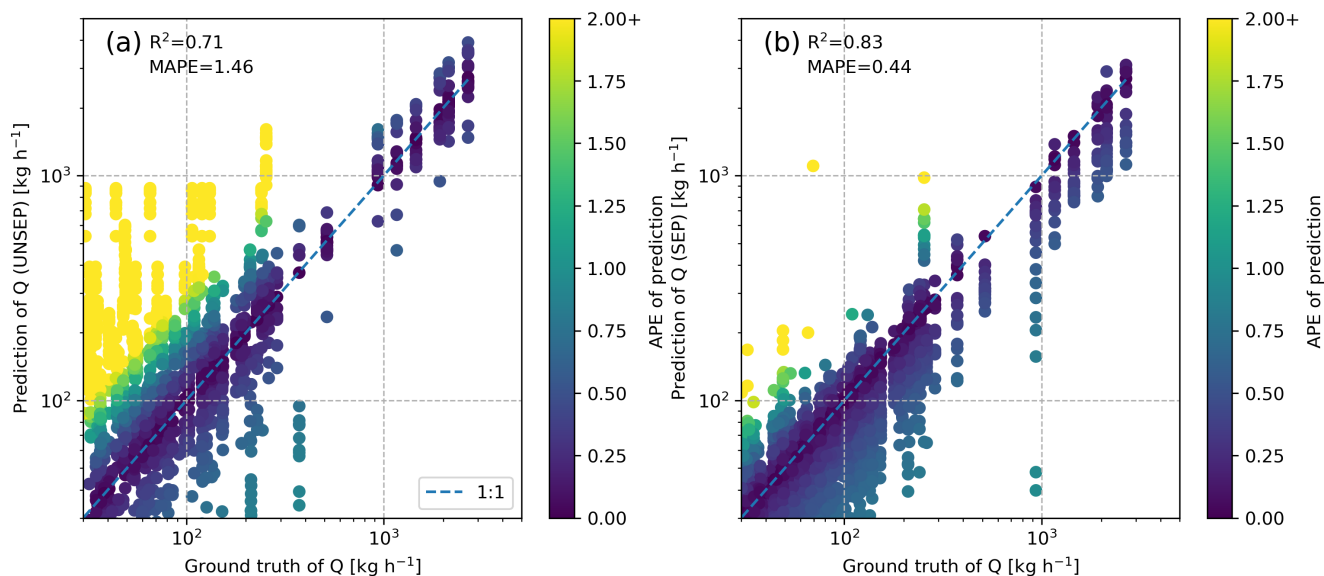 (a)
R²=0.71
MAPE=1.46
Prediction of Q (UNSEP) [kg h⁻¹]
10³
10²
10²
10³
Ground truth of Q [kg h⁻¹]
1:1
2.00+
1.75
1.50
1.25
1.00
0.75
0.50
0.25
0.00
APE of prediction
(b)
R²=0.83
MAPE=0.44
Prediction of Q (SEP) [kg h⁻¹]
10³
10²
10²
10³
Ground truth of Q [kg h⁻¹]
2.00+
1.75
1.50
1.25
1.00
0.75
0.50
0.25
0.00
APE of prediction